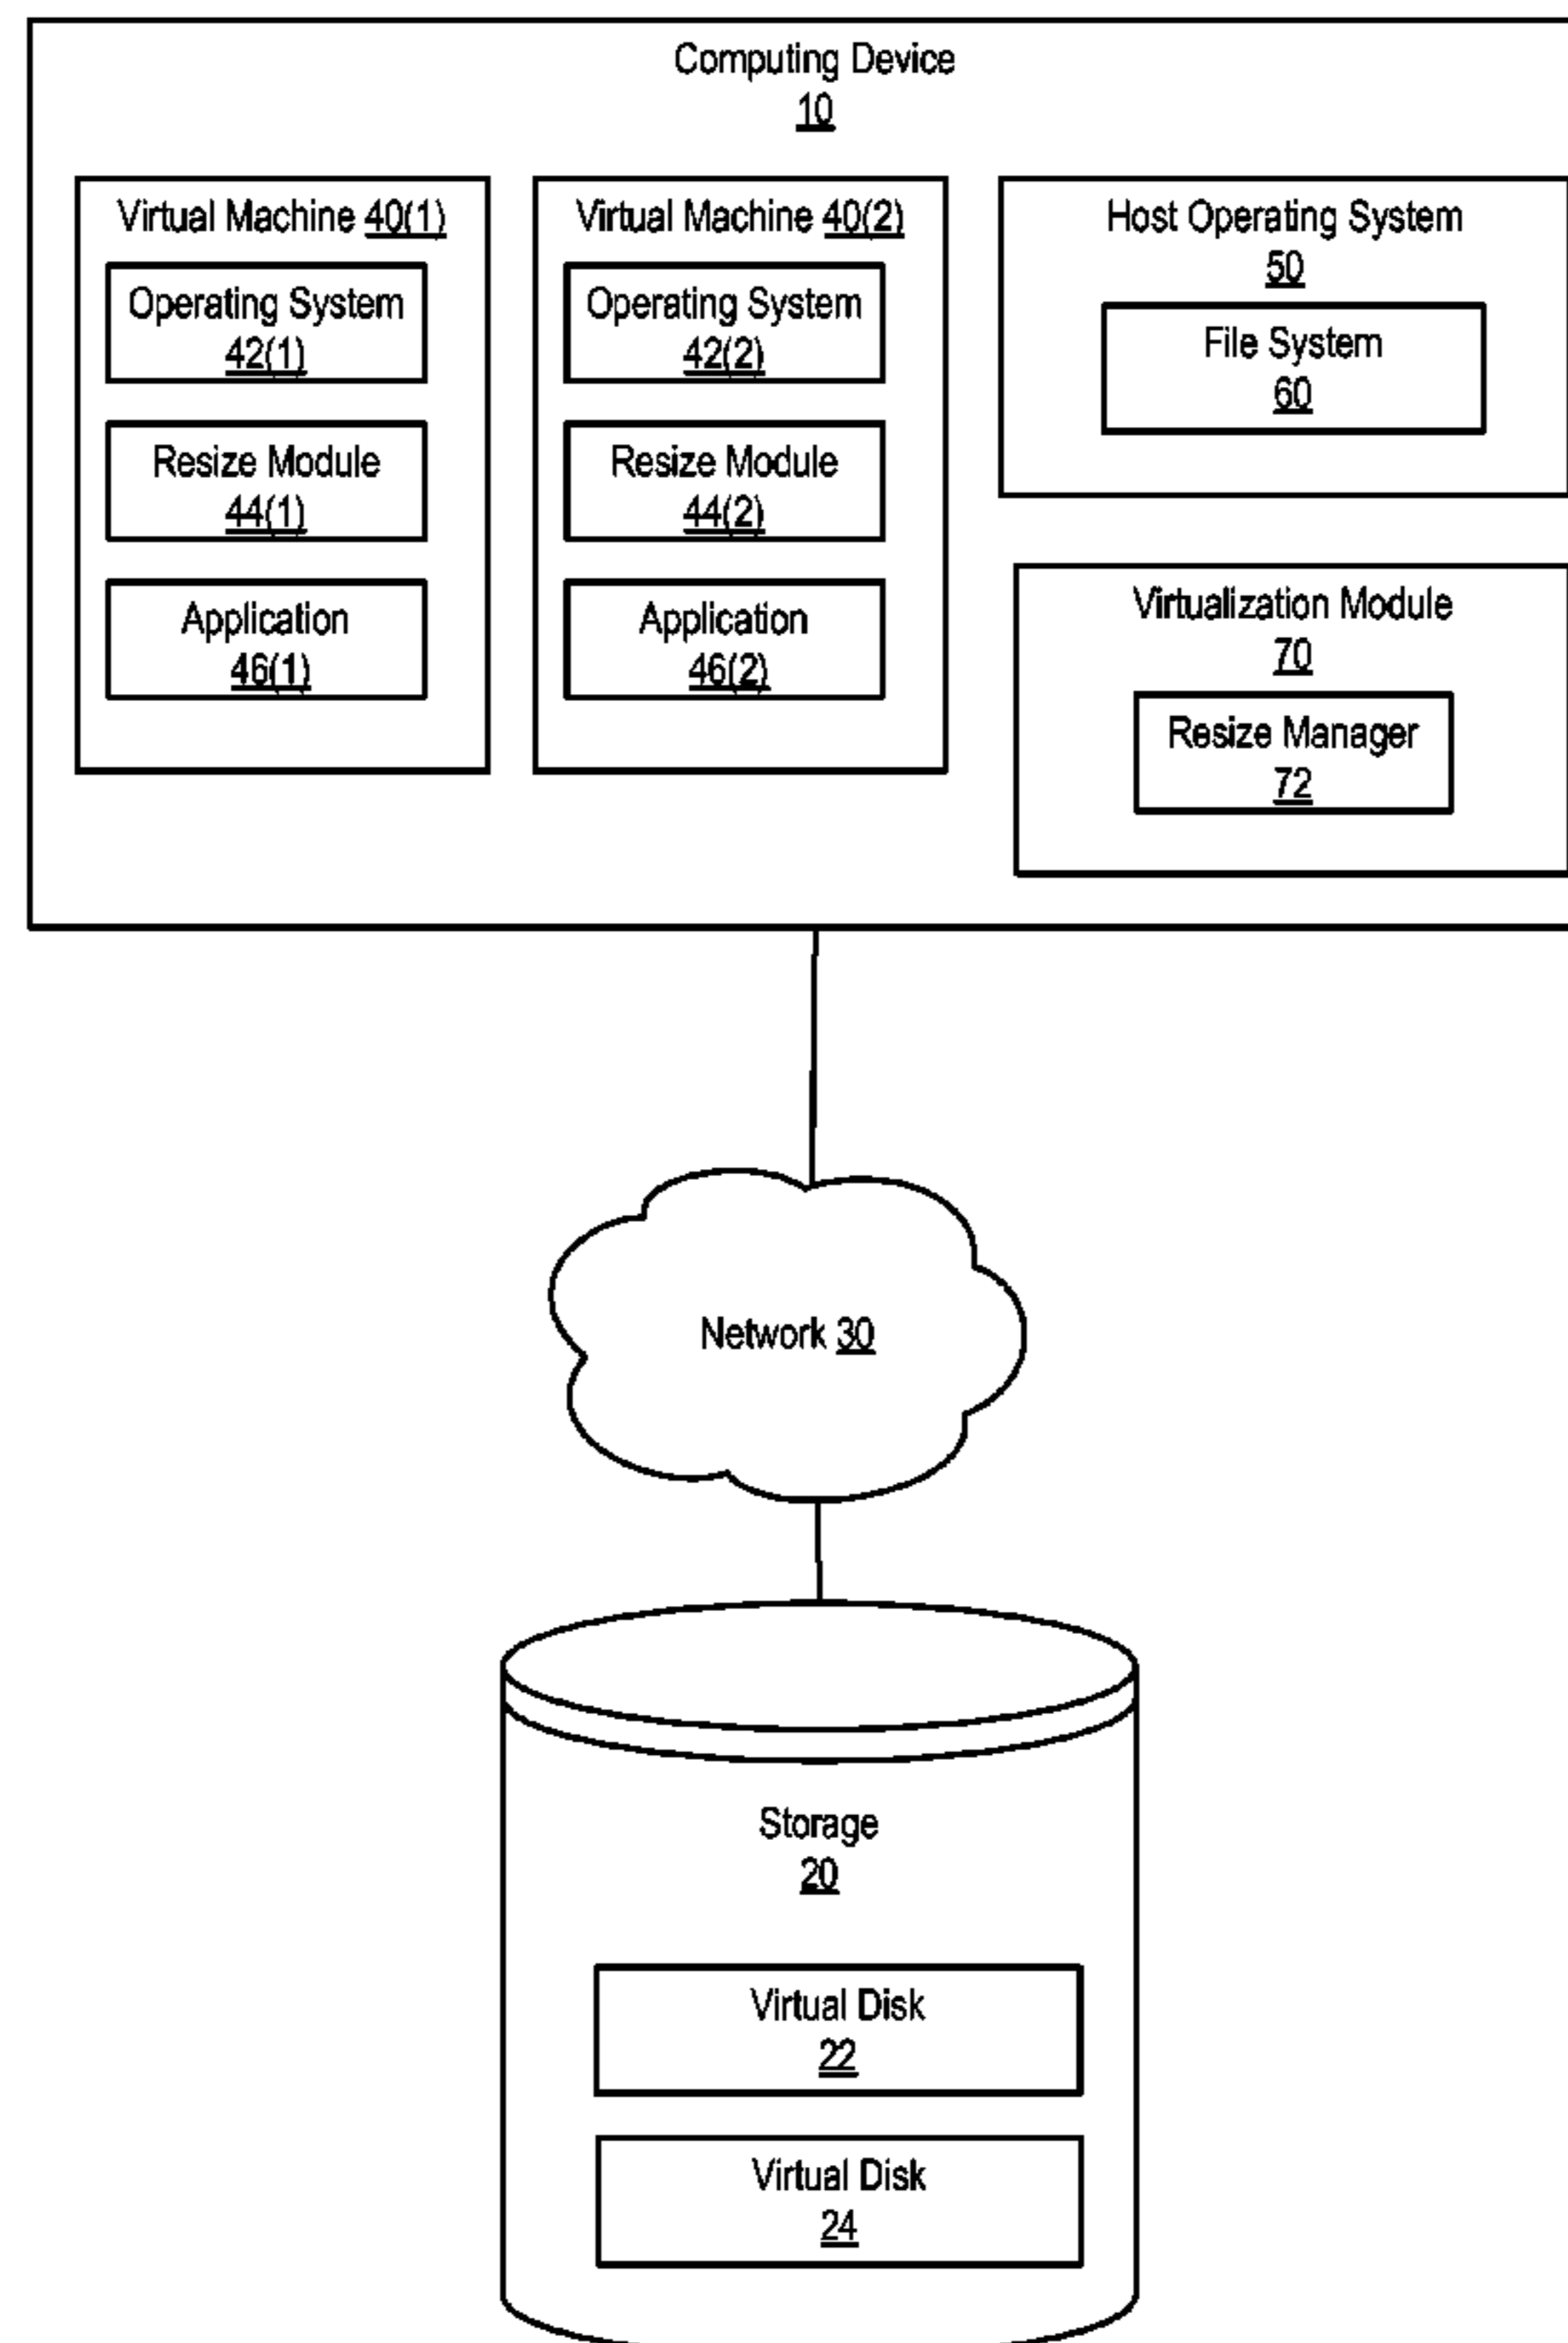 Computing Device
10
Virtual Machine 40(1)
Operating System
42(1)
Resize Module
44(1)
Application
46(1)
Virtual Machine 40(2)
Operating System
42(2)
Resize Module
44(2)
Application
46(2)
Host Operating System
50
File System
60
Virtualization Module
70
Resize Manager
72
Network 30
Storage
20
Virtual Disk
22
Virtual Disk
24